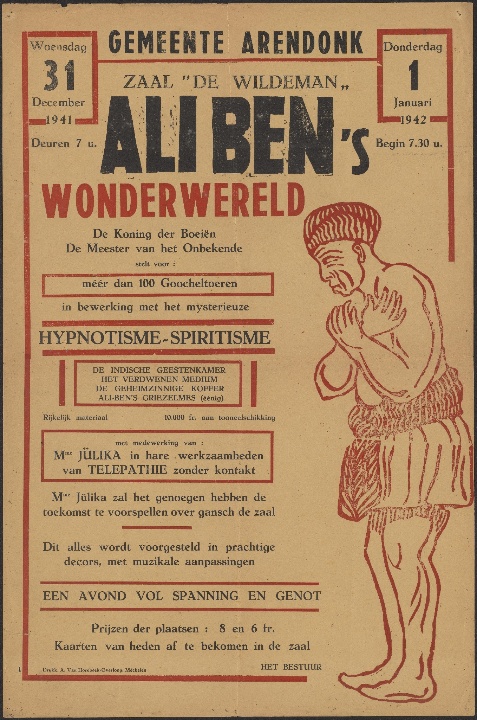 GEMEENTE ARENDONK
Woensdag
31
December
1941
Deuren 7 u.
Donderdag
1
Januari
1942
Begin 7.30 u.
ZAAL "DE WILDEMAN„
ALI BEN's
WONDERWERELD
De Koning der Boeiën
De Meester van het Onbekende
stelt voor :
méér dan 100 Goocheltoeren
in bewerking met het mysterieuze
HYPNOTISME-SPIRITISME
DE INDISCHE GEESTENKAMER
HET VERDWENEN MEDIUM
DE GEHEIMZINNIGE KOFFER
ALI-BEN'S GRIEZELMES (éénig)
Rijkelijk materiaal 10.000 fr. aan tooneelschikking
met medewerking van :
Mme JÜLIKA in hare werkzaamheden
van TELEPATHIE zonder kontakt
Mme Jülika zal het genoegen hebben de
toekomst te voorspellen over gansch de zaal
Dit alles wordt voorgesteld in prachtige
decors, met muzikale aanpassingen
EEN AVOND VOL SPANNING EN GENOT
Prijzen der plaatsen : 8 en 6 fr.
Kaarten van heden af te bekomen in de zaal
HET BESTUUR
Drukk. A. Van Mechelen